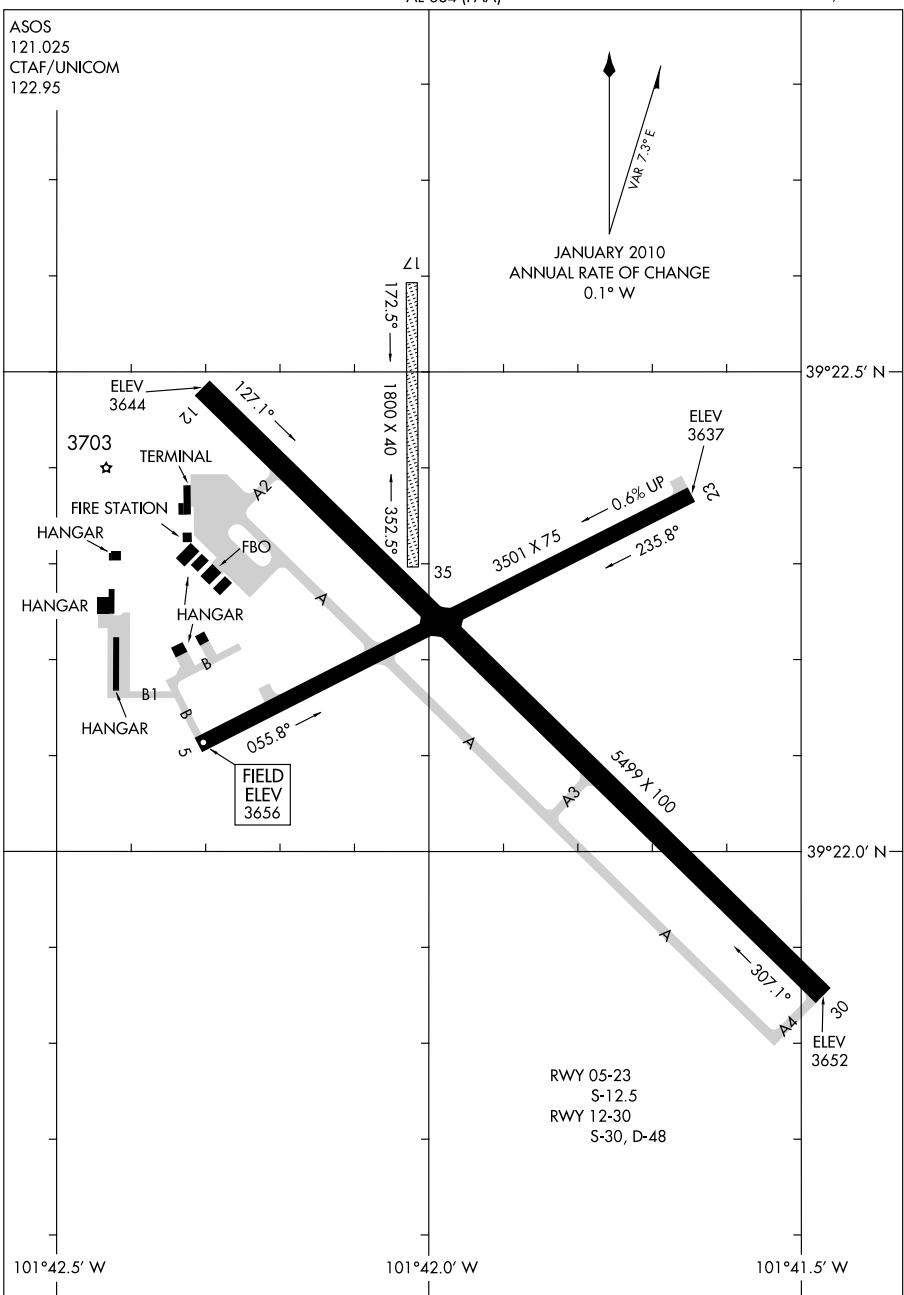 AL-804 (FAA)
ASOS
121.025
CTAF/UNICOM
122.95
VAR 7.3° E
JANUARY 2010
ANNUAL RATE OF CHANGE
0.1° W
17
172.5°
1800 X 40
352.5°
35
39°22.5' N
ELEV
3644
12
127.1°
ELEV
3637
23
0.6% UP
3501 X 75
235.8°
3703
TERMINAL
FIRE STATION
HANGAR
FBO
HANGAR
HANGAR
HANGAR
A2
A
B
B1
B
5
055.8°
FIELD
ELEV
3656
A
A3
5499 X 100
39°22.0' N
A
307.1°
A4
30
ELEV
3652
RWY 05-23
S-12.5
RWY 12-30
S-30, D-48
101°42.5' W
101°42.0' W
101°41.5' W